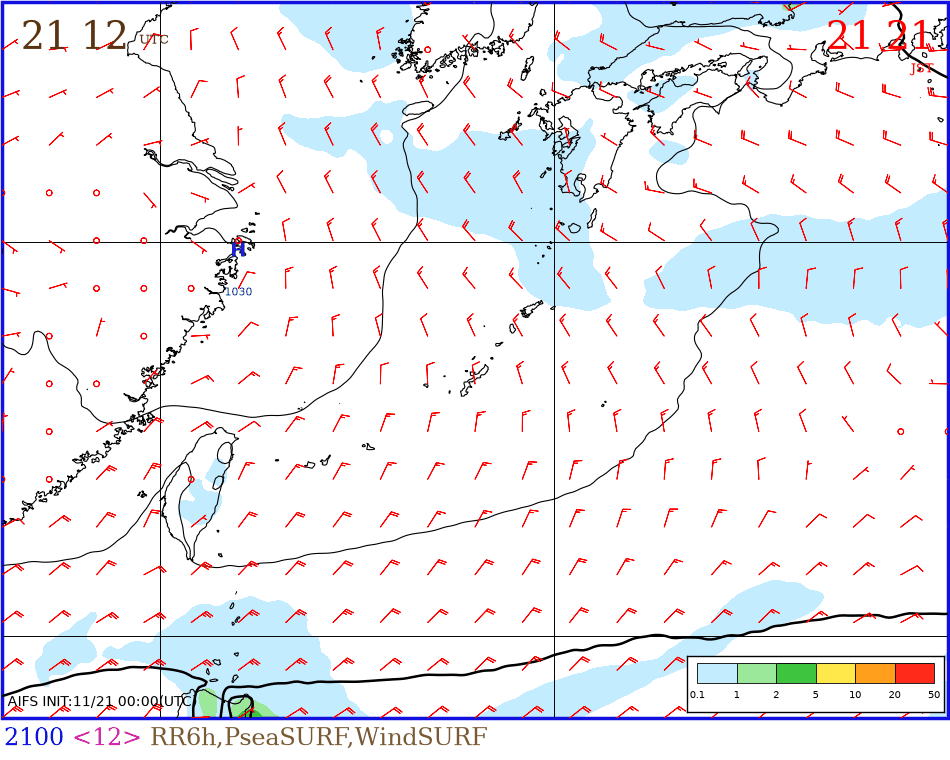 21 12 UTC
21 21
JST
H
1030
AIFS INIT:11/21 00:00(UTC)
0.1 1 2 5 10 20 50
2100 <12> RR6h,PseaSURF,WindSURF